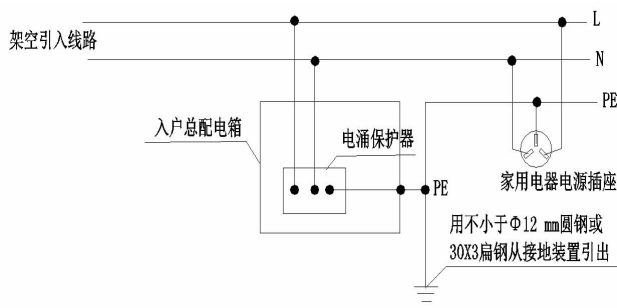 L
架空引入线路
N
PE
入户总配电箱
电涌保护器
PE
家用电器电源插座
用不小于Φ12 mm圆钢或
30X3扁钢从接地装置引出